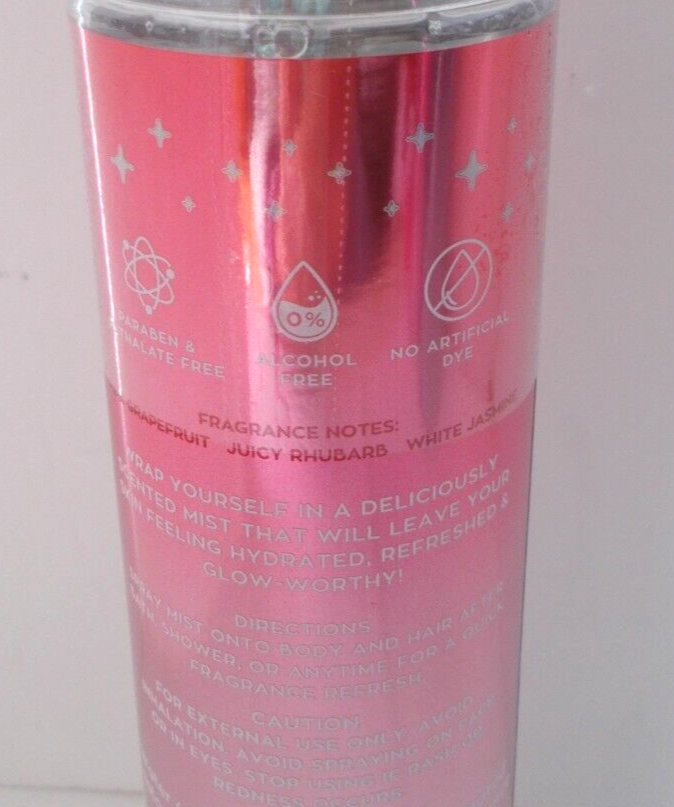 PARABEN &
FREE
0%
ALCOHOL
FREE
NO ARTIFICIAL
DYE
FRAGRANCE NOTES:
GRAPEFRUIT JUICY RHUBARB WHITE JASMINE
WRAP YOURSELF IN A DELICIOUSLY
SCENTED MIST THAT WILL LEAVE YOUR
SKIN FEELING HYDRATED, REFRESHED &
GLOW-WORTHY!
DIRECTIONS
SPRAY MIST ONTO BODY AND HAIR AFTER
BATH, SHOWER, OR ANYTIME FOR A QUICK
FRAGRANCE REFRESH.
CAUTION:
FOR EXTERNAL USE ONLY, AVOID
INHALATION, AVOID SPRAYING ON FACE
OR IN EYES. STOP USING IF RASH OR
REDNESS OCCURS.